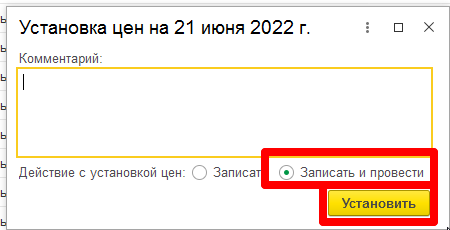 Установка цен на 21 июня 2022 г.
Комментарий:
Действие с установкой цен: Записат Записать и провести
Установить